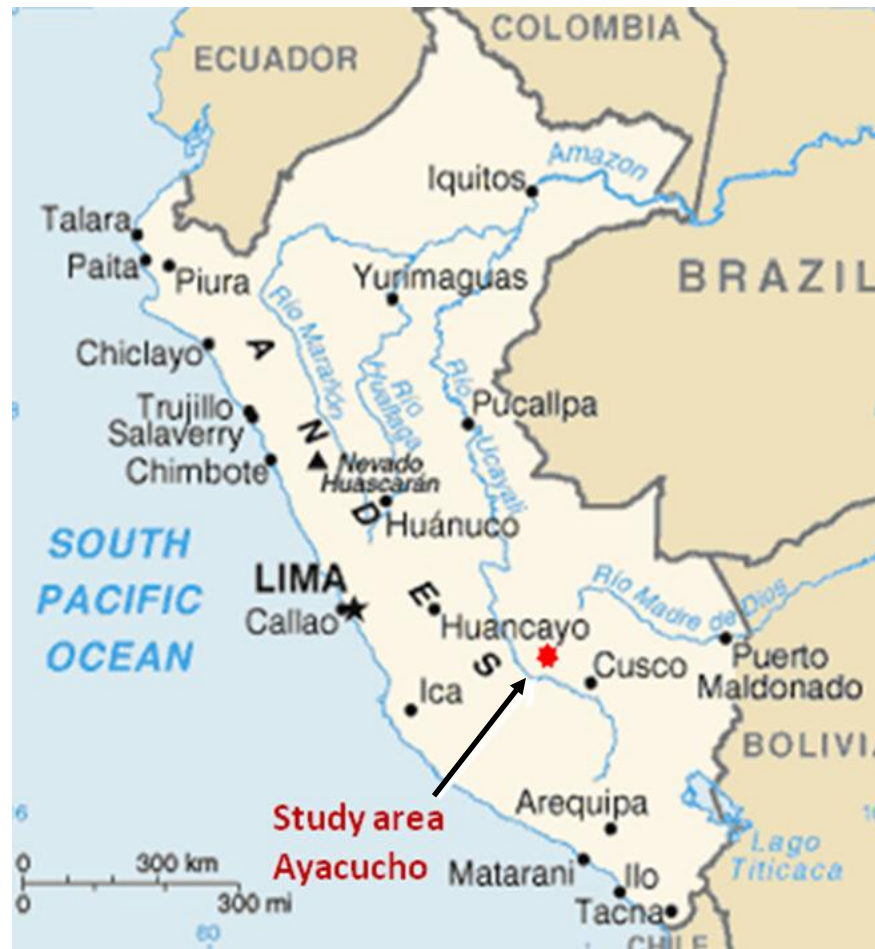 COLOMBIA
ECUADOR
Amazon
Iquitos
Talara
Paita
Piura
Yurimaguas
BRAZIL
Río Marañón
Río
Huallaga
Río Ucayali
Chiclayo
A N D E S
Trujillo
Salaverry
Pucallpa
Chimbote
Nevado
Huascarán
Huánuco
SOUTH
PACIFIC
OCEAN
LIMA
Callao
Huancayo
Río Madre de Dios
Cusco
Puerto
Maldonado
Ica
BOLIVI
Study area
Ayacucho
Arequipa
Matarani
Ilo
Tacna
Lago
Titicaca
0 300 km
0 300 mi
80
CHILE